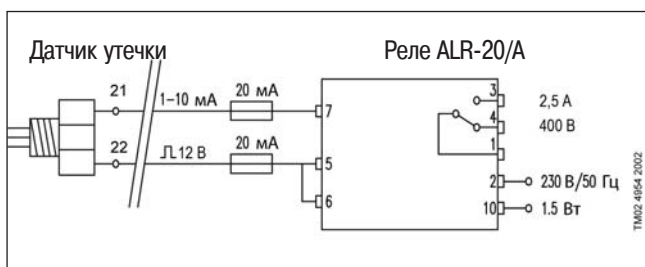 Датчик утечки
Реле ALR-20/A
21
1–10 мА
20 мА
7
3
2,5 А
4
400 В
1
22
12 В
20 мА
5
6
2
230 В/50 Гц
10
1.5 Вт
TM02 4954 2002